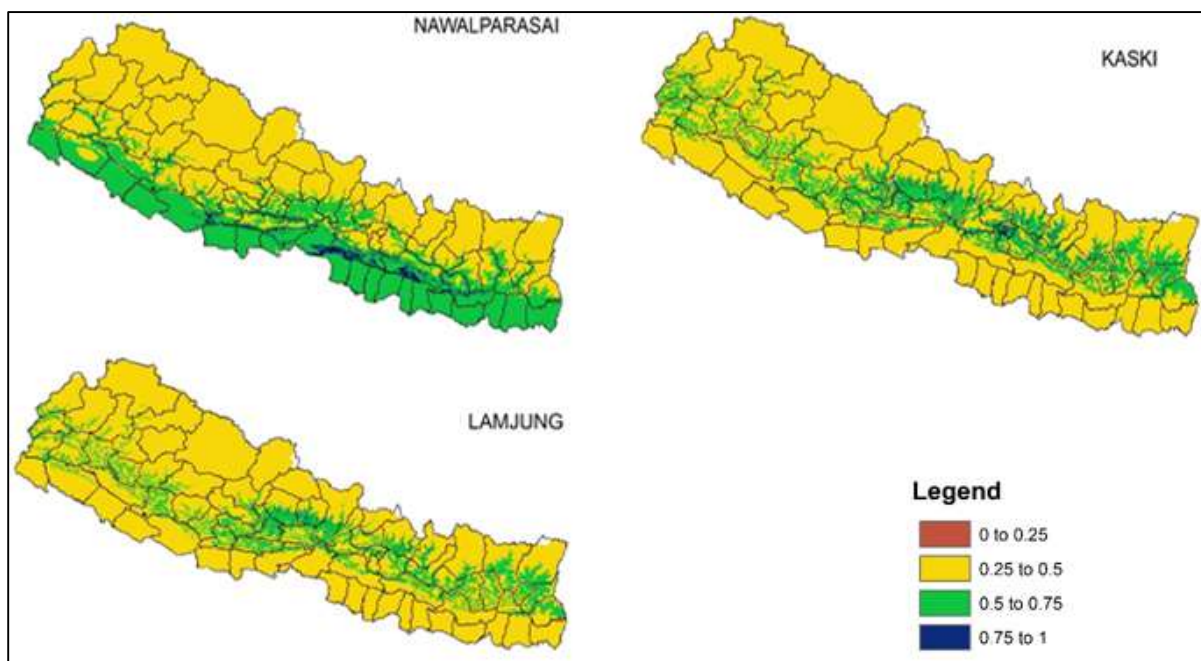 NAWALPARASAI
KASKI
LAMJUNG
Legend
0 to 0.25
0.25 to 0.5
0.5 to 0.75
0.75 to 1